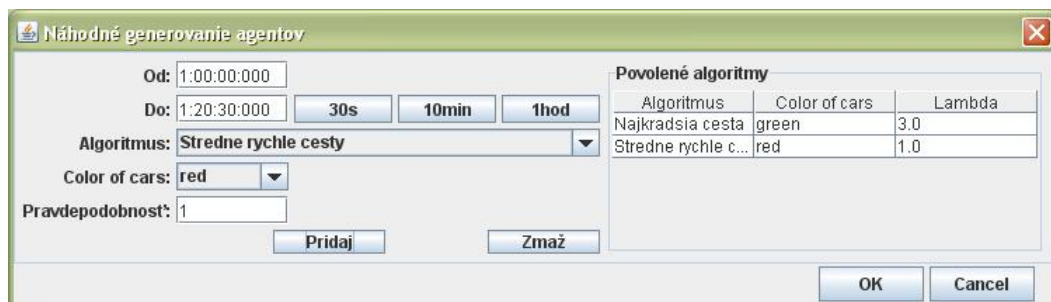 Náhodné generovanie agentov
Od: 1:00:00:000
Do: 1:20:30:000 30s 10min 1hod
Algoritmus: Stredne rychle cesty
Color of cars: red
Pravdepodobnosť: 1
Pridaj Zmaž
Povolené algoritmy
Algoritmus Color of cars Lambda
Najkradsia cesta green 3.0
Stredne rychle c... red 1.0
OK Cancel